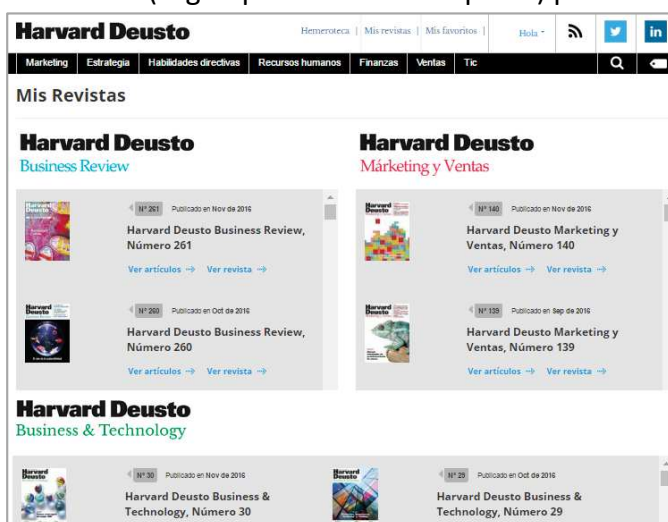 Harvard Deusto
Hemeroteca | Mis revistas | Mis favoritos | Hola
in
Marketing Estrategia Habilidades directivas Recursos humanos Finanzas Ventas Tic
Mis Revistas
Harvard Deusto
Business Review
Nº 261 Publicado en Nov de 2016
Harvard Deusto Business Review,
Número 261
Ver artículos Ver revista
Nº 260 Publicado en Oct de 2016
Harvard Deusto Business Review,
Número 260
Ver artículos Ver revista
Harvard Deusto
Márketing y Ventas
Nº 140 Publicado en Nov de 2016
Harvard Deusto Marketing y
Ventas, Número 140
Ver artículos Ver revista
Nº 139 Publicado en Sep de 2016
Harvard Deusto Marketing y
Ventas, Número 139
Ver artículos Ver revista
Harvard Deusto
Business & Technology
Nº 30 Publicado en Nov de 2016
Harvard Deusto Business &
Technology, Número 30
Nº 29 Publicado en Oct de 2016
Harvard Deusto Business &
Technology, Número 29